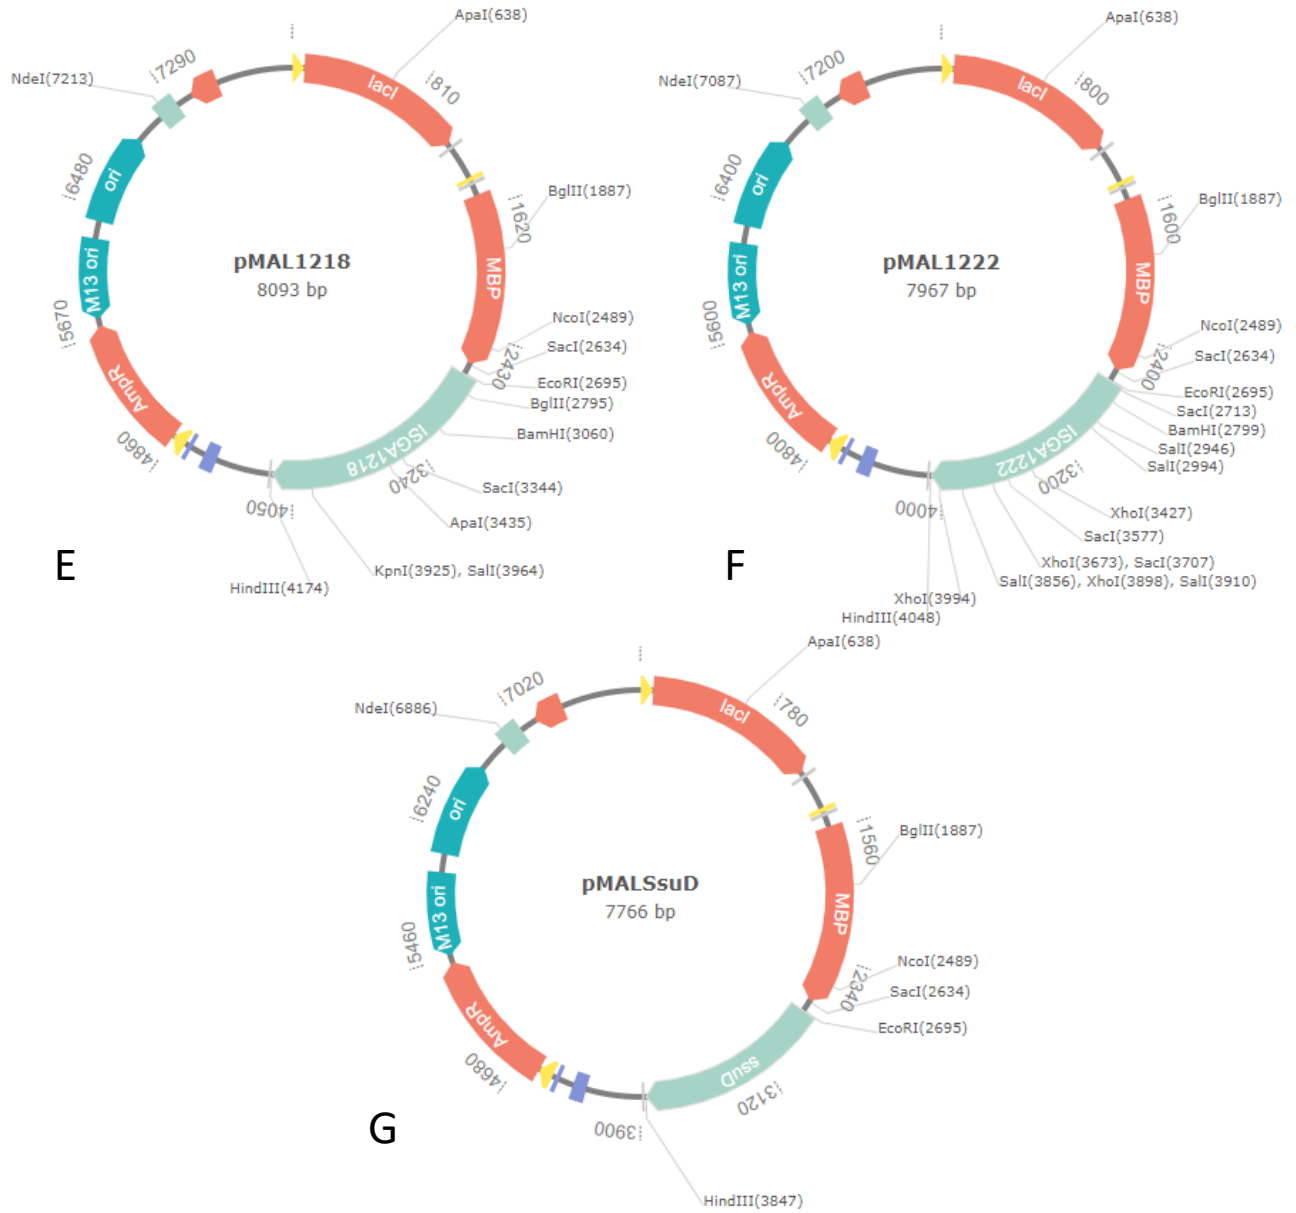 ApaI(638)
NdeI(7213)
7290
lacI
810
6480
ori
BglII(1887)
1620
pMAL1218
8093 bp
MBP
M13 ori
NcoI(2489)
5670
SacI(2634)
2430
EcoRI(2695)
AmpR
BglII(2795)
BamHI(3060)
ISGA1218
4860
3240
SacI(3344)
4050
ApaI(3435)
E
KpnI(3925), SalI(3964)
HindIII(4174)
ApaI(638)
NdeI(7087)
7200
lacI
800
6400
ori
BglII(1887)
1600
pMAL1222
7967 bp
MBP
M13 ori
NcoI(2489)
5600
SacI(2634)
2400
EcoRI(2695)
AmpR
SacI(2713)
BamHI(2799)
SalI(2946)
ISGA1222
4800
SalI(2994)
3200
4000
XhoI(3427)
SacI(3577)
F
XhoI(3673), SacI(3707)
SalI(3856), XhoI(3898), SalI(3910)
XhoI(3994)
HindIII(4048)
ApaI(638)
NdeI(6886)
7020
lacI
780
6240
ori
BglII(1887)
1560
pMALSsuD
7766 bp
MBP
M13 ori
5460
NcoI(2489)
SacI(2634)
2340
EcoRI(2695)
AmpR
ssuD
4680
3120
3900
G
HindIII(3847)